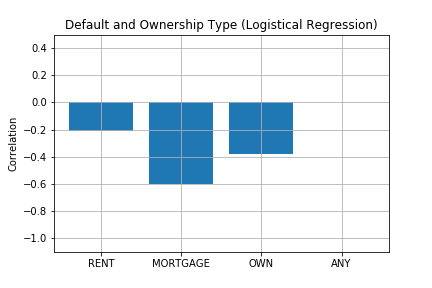 Default and Ownership Type (Logistical Regression)
0.4
0.2
0.0
−0.2
−0.4
−0.6
−0.8
−1.0
Correlation
RENT MORTGAGE OWN ANY